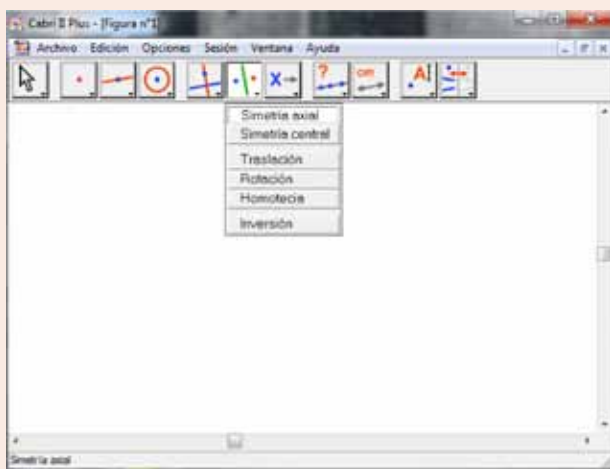 Cabri II Plus - [Figura nº1]
Archivo Edición Opciones Sesión Ventana Ayuda
X
?
cm
A
Simetría axial
Simetría central
Traslación
Rotación
Homotecia
Inversión
Simetría axial